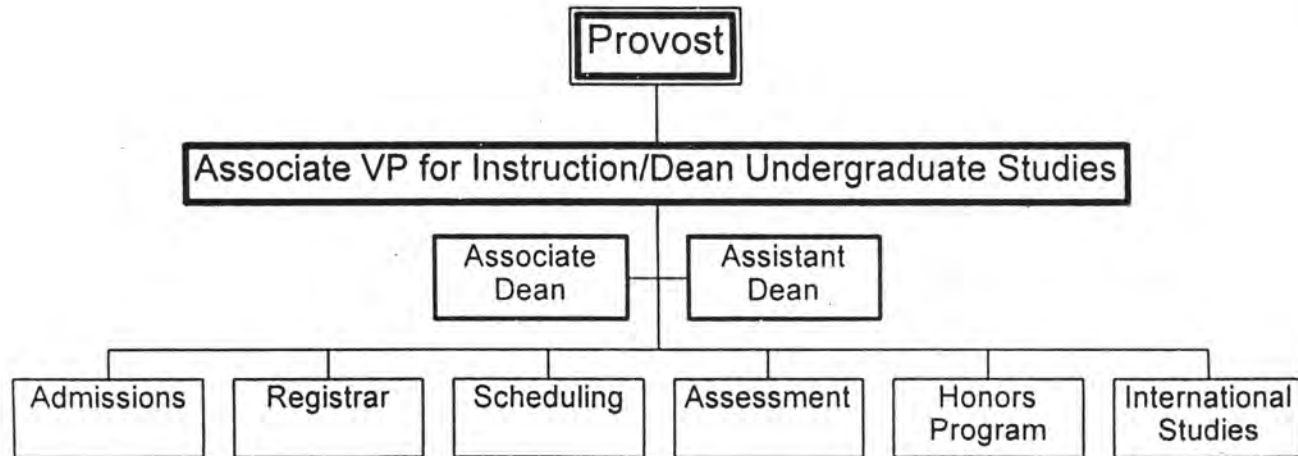 Provost
Associate VP for Instruction/Dean Undergraduate Studies
Associate
Dean
Assistant
Dean
Admissions
Registrar
Scheduling
Assessment
Honors
Program
International
Studies